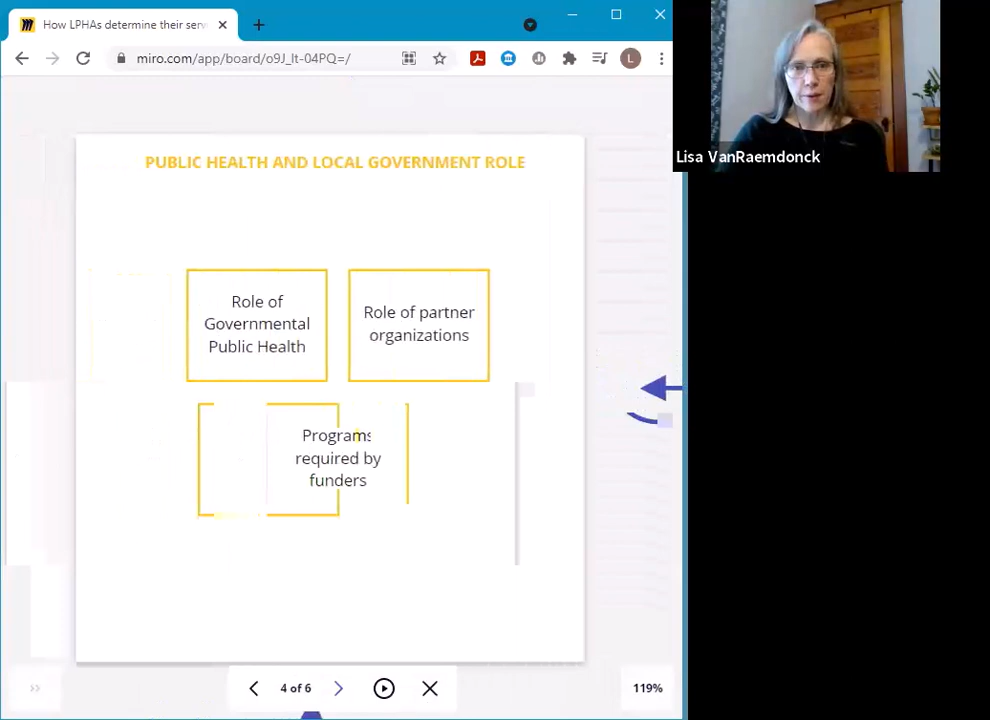 How LPHAs determine their serv
miro.com/app/board/o9J_lt-04PQ=/
L
Lisa VanRaemdonck
PUBLIC HEALTH AND LOCAL GOVERNMENT ROLE
Role of
Governmental
Public Health
Role of partner
organizations
Programs
required by
funders
4 of 6
119%